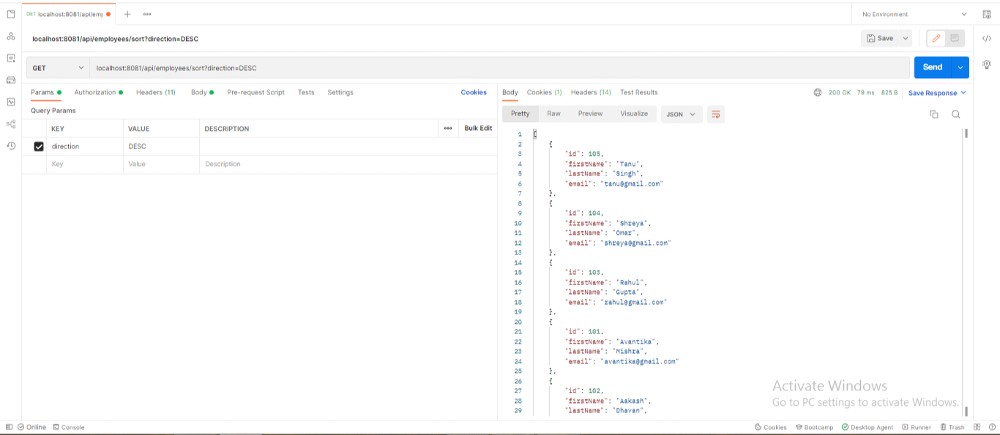 GET localhost:8081/api/emp
No Environment
localhost:8081/api/employees/sort?direction=DESC
Save
GET localhost:8081/api/employees/sort?direction=DESC
Send
Params Authorization Headers (11) Body Pre-request Script Tests Settings Cookies
Query Params
KEY VALUE DESCRIPTION Bulk Edit
direction DESC
Key Value Description
Body Cookies (1) Headers (14) Test Results 200 OK 79 ms 825 B Save Response
Pretty Raw Preview Visualize JSON
1 [
2 {
3 "id": 105,
4 "firstName": "Tanu",
5 "lastName": "Singh",
6 "email": "tanu@gmail.com"
7 },
8 {
9 "id": 104,
10 "firstName": "Shreya",
11 "lastName": "Omar",
12 "email": "shreya@gmail.com"
13 },
14 {
15 "id": 103,
16 "firstName": "Rahul",
17 "lastName": "Gupta",
18 "email": "rahul@gmail.com"
19 },
20 {
21 "id": 101,
22 "firstName": "Avantika",
23 "lastName": "Mishra",
24 "email": "avantika@gmail.com"
25 },
26 {
27 "id": 102,
28 "firstName": "Aakash",
29 "lastName": "Dhavan",
Activate Windows
Go to PC settings to activate Windows.
Online Console
Cookies Bootcamp Desktop Agent Runner Trash